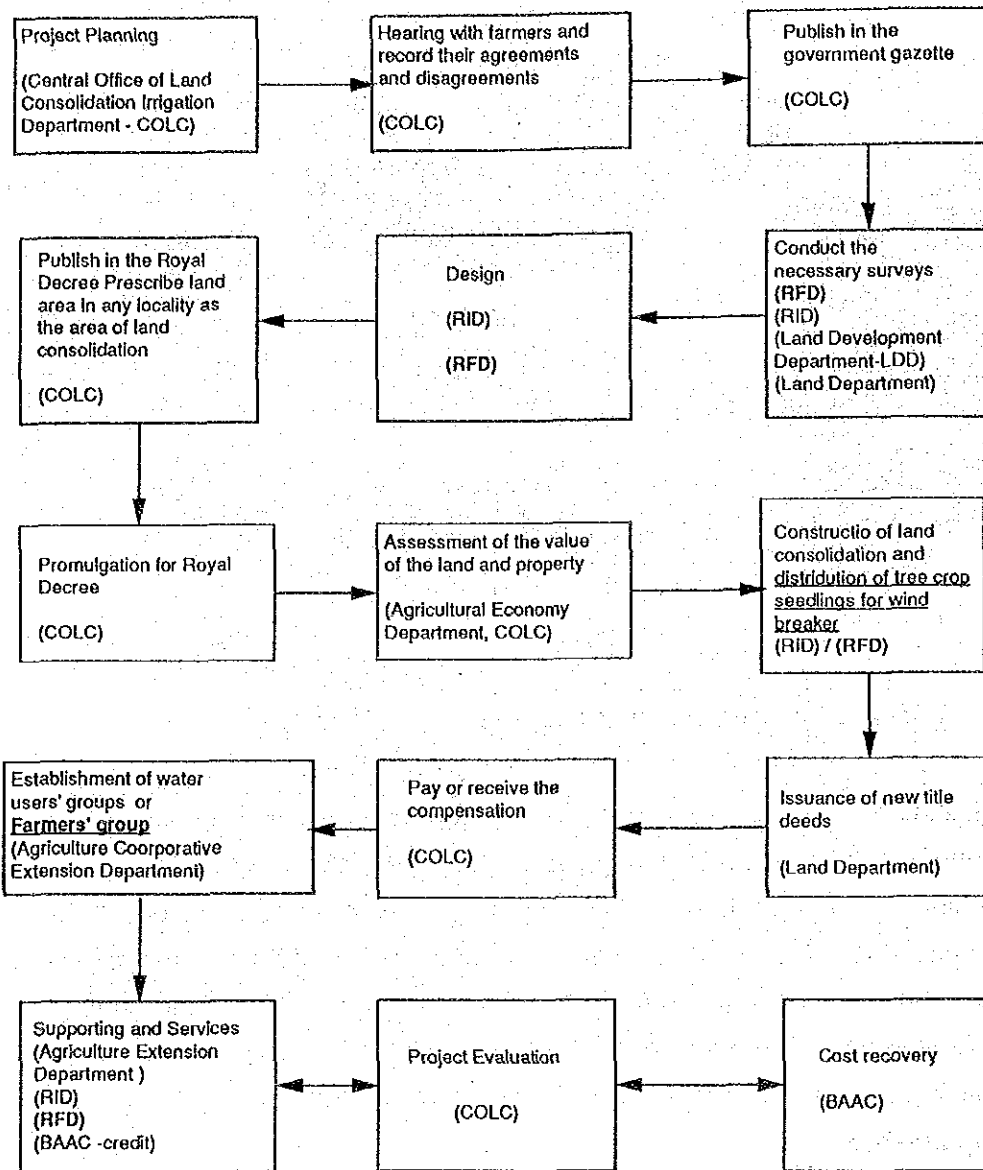 Project Planning
(Central Office of Land
Consolidation Irrigation
Department - COLC)
Hearing with farmers and
record their agreements
and disagreements
(COLC)
Publish in the
government gazette
(COLC)
Conduct the
necessary surveys
(RFD)
(RID)
(Land Development
Department-LDD)
(Land Department)
Design
(RID)
(RFD)
Publish in the Royal
Decree Prescribe land
area in any locality as
the area of land
consolidation
(COLC)
Promulgation for Royal
Decree
(COLC)
Assessment of the value
of the land and property
(Agricultural Economy
Department, COLC)
Constructio of land
consolidation and
distridution of tree crop
seedlings for wind
breaker
(RID) / (RFD)
Issuance of new title
deeds
(Land Department)
Pay or receive the
compensation
(COLC)
Establishment of water
users' groups or
Farmers' group
(Agriculture Coorporative
Extension Department)
Supporting and Services
(Agriculture Extension
Department )
(RID)
(RFD)
(BAAC -credit)
Project Evaluation
(COLC)
Cost recovery
(BAAC)